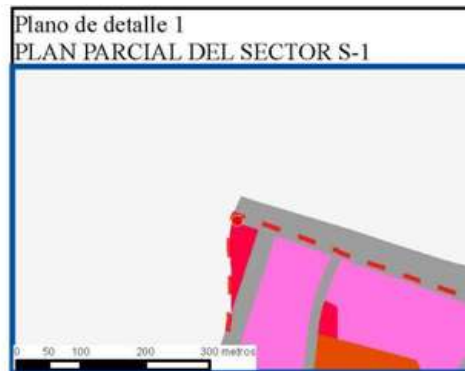 Plano de detalle 1
PLAN PARCIAL DEL SECTOR S-1
0 50 100 200 300 metros